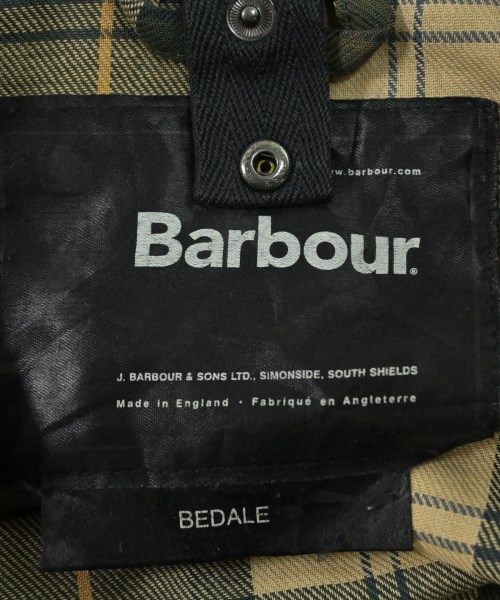 www.barbour.com
Barbour®
J. BARBOUR & SONS LTD., SIMONSIDE, SOUTH SHIELDS
Made in England · Fabriqué en Angleterre
BEDALE